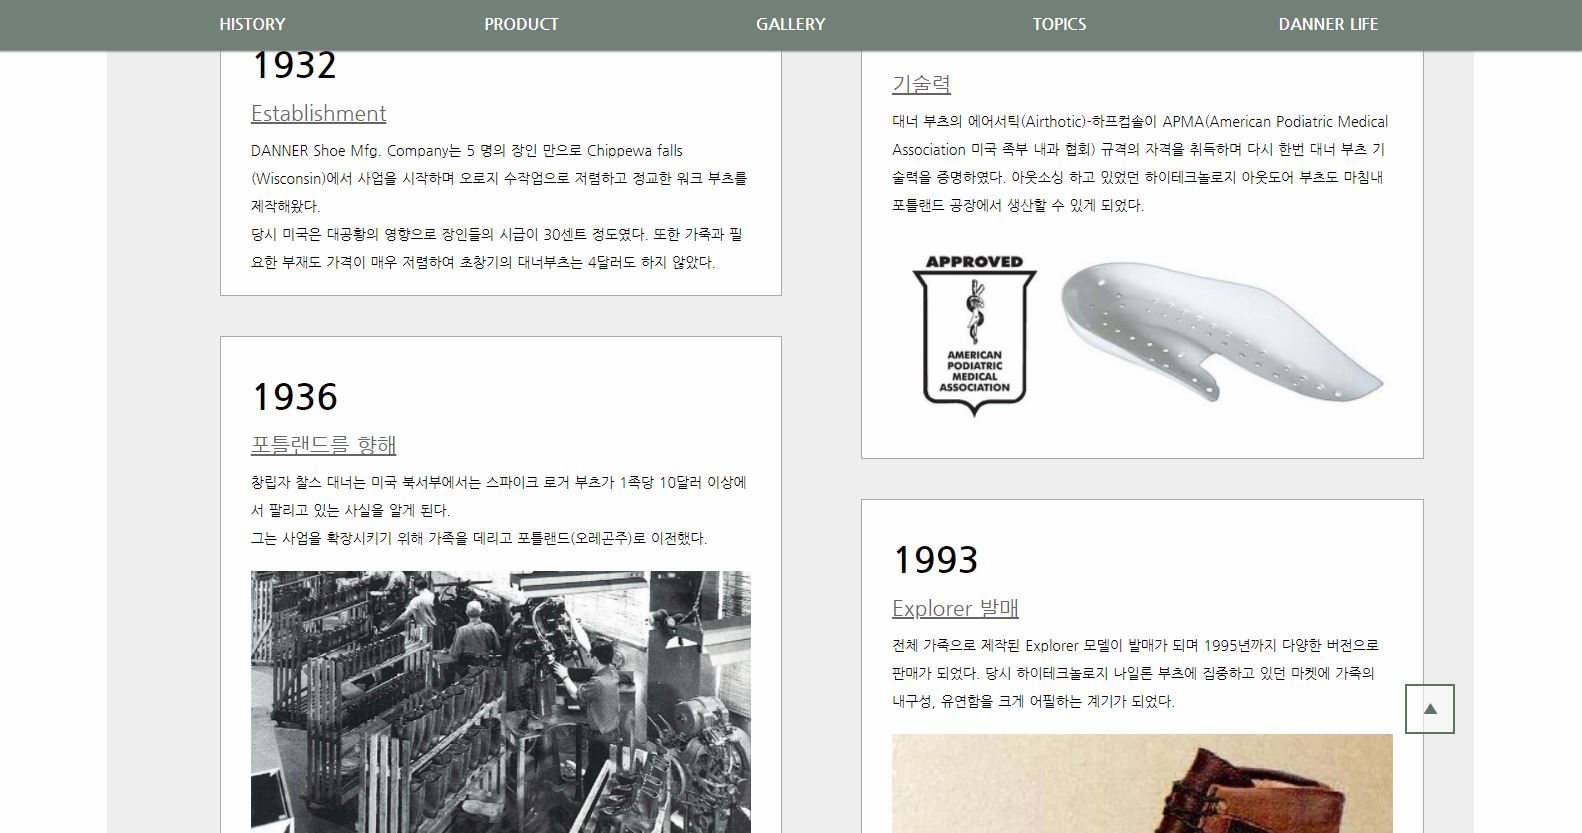 HISTORY
PRODUCT
GALLERY
TOPICS
DANNER LIFE
1932
Establishment
DANNER Shoe Mfg. Company는 5 명의 장인 만으로 Chippewa falls
(Wisconsin)에서 사업을 시작하며 오로지 수작업으로 저렴하고 정교한 워크 부츠를
제작해왔다.
당시 미국은 대공황의 영향으로 장인들의 시급이 30센트 정도였다. 또한 가죽과 필
요한 부재도 가격이 매우 저렴하여 초창기의 대너부츠는 4달러도 하지 않았다.
1936
포틀랜드를 향해
창립자 찰스 대너는 미국 북서부에서는 스파이크 로거 부츠가 1족당 10달러 이상에
서 팔리고 있는 사실을 알게 된다.
그는 사업을 확장시키기 위해 가족을 데리고 포틀랜드(오레곤주)로 이전했다.
기술력
대너 부츠의 에어서틱(Airthotic)-하프컵솔이 APMA(American Podiatric Medical
Association 미국 족부 내과 협회) 규격의 자격을 취득하며 다시 한번 대너 부츠 기
술력을 증명하였다. 아웃소싱 하고 있었던 하이테크놀로지 아웃도어 부츠도 마침내
포틀랜드 공장에서 생산할 수 있게 되었다.
APPROVED
AMERICAN
PODIATRIC
MEDICAL
ASSOCIATION
1993
Explorer 발매
전체 가죽으로 제작된 Explorer 모델이 발매가 되며 1995년까지 다양한 버전으로
판매가 되었다. 당시 하이테크놀로지 나일론 부츠에 집중하고 있던 마켓에 가죽의
내구성, 유연함을 크게 어필하는 계기가 되었다.